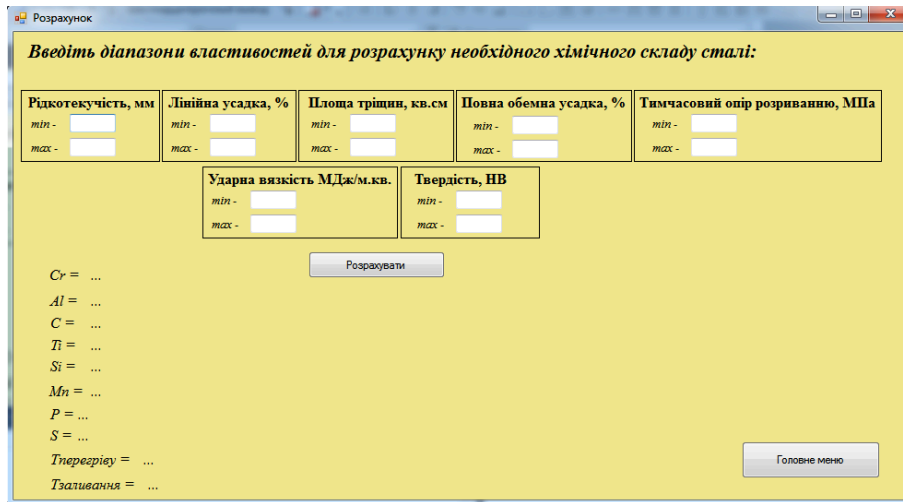 Розрахунок
Введіть діапазони властивостей для розрахунку необхідного хімічного складу сталі:
Рідкотекучість, мм
min -
max -
Лінійна усадка, %
min -
max -
Площа тріщин, кв.см
min -
max -
Повна обемна усадка, %
min -
max -
Тимчасовий опір розриванню, МПа
min -
max -
Ударна вязкість МДж/м.кв.
min -
max -
Твердість, НВ
min -
max -
Розрахувати
Cr = ...
Al = ...
C = ...
Ti = ...
Si = ...
Mn = ...
P = ...
S = ...
Tперегріву = ...
Tзаливання = ...
Головне меню